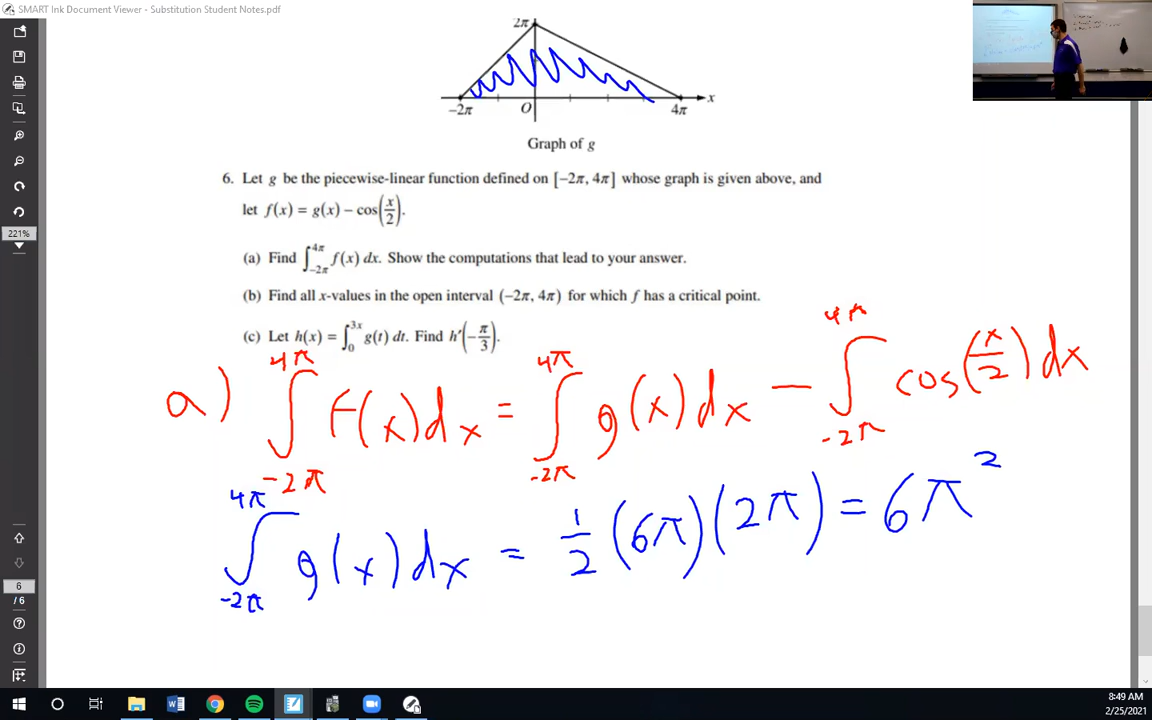 SMART Ink Document Viewer - Substitution Student Notes.pdf
2π
-2π O 4π x
Graph of g
6. Let g be the piecewise-linear function defined on [-2π, 4π] whose graph is given above, and
let f(x) = g(x) - cos(x/2).
(a) Find ∫_{-2π}^{4π} f(x) dx. Show the computations that lead to your answer.
(b) Find all x-values in the open interval (-2π, 4π) for which f has a critical point.
(c) Let h(x) = ∫_0^{3x} g(t) dt. Find h′(-π/3).
a) ∫_{-2π}^{4π} f(x)dx = ∫_{-2π}^{4π} g(x)dx - ∫_{-2π}^{4π} cos(x/2)dx
∫_{-2π}^{4π} g(x)dx = 1/2 (6π)(2π) = 6π²
221%
6
/ 6
8:49 AM
2/25/2021